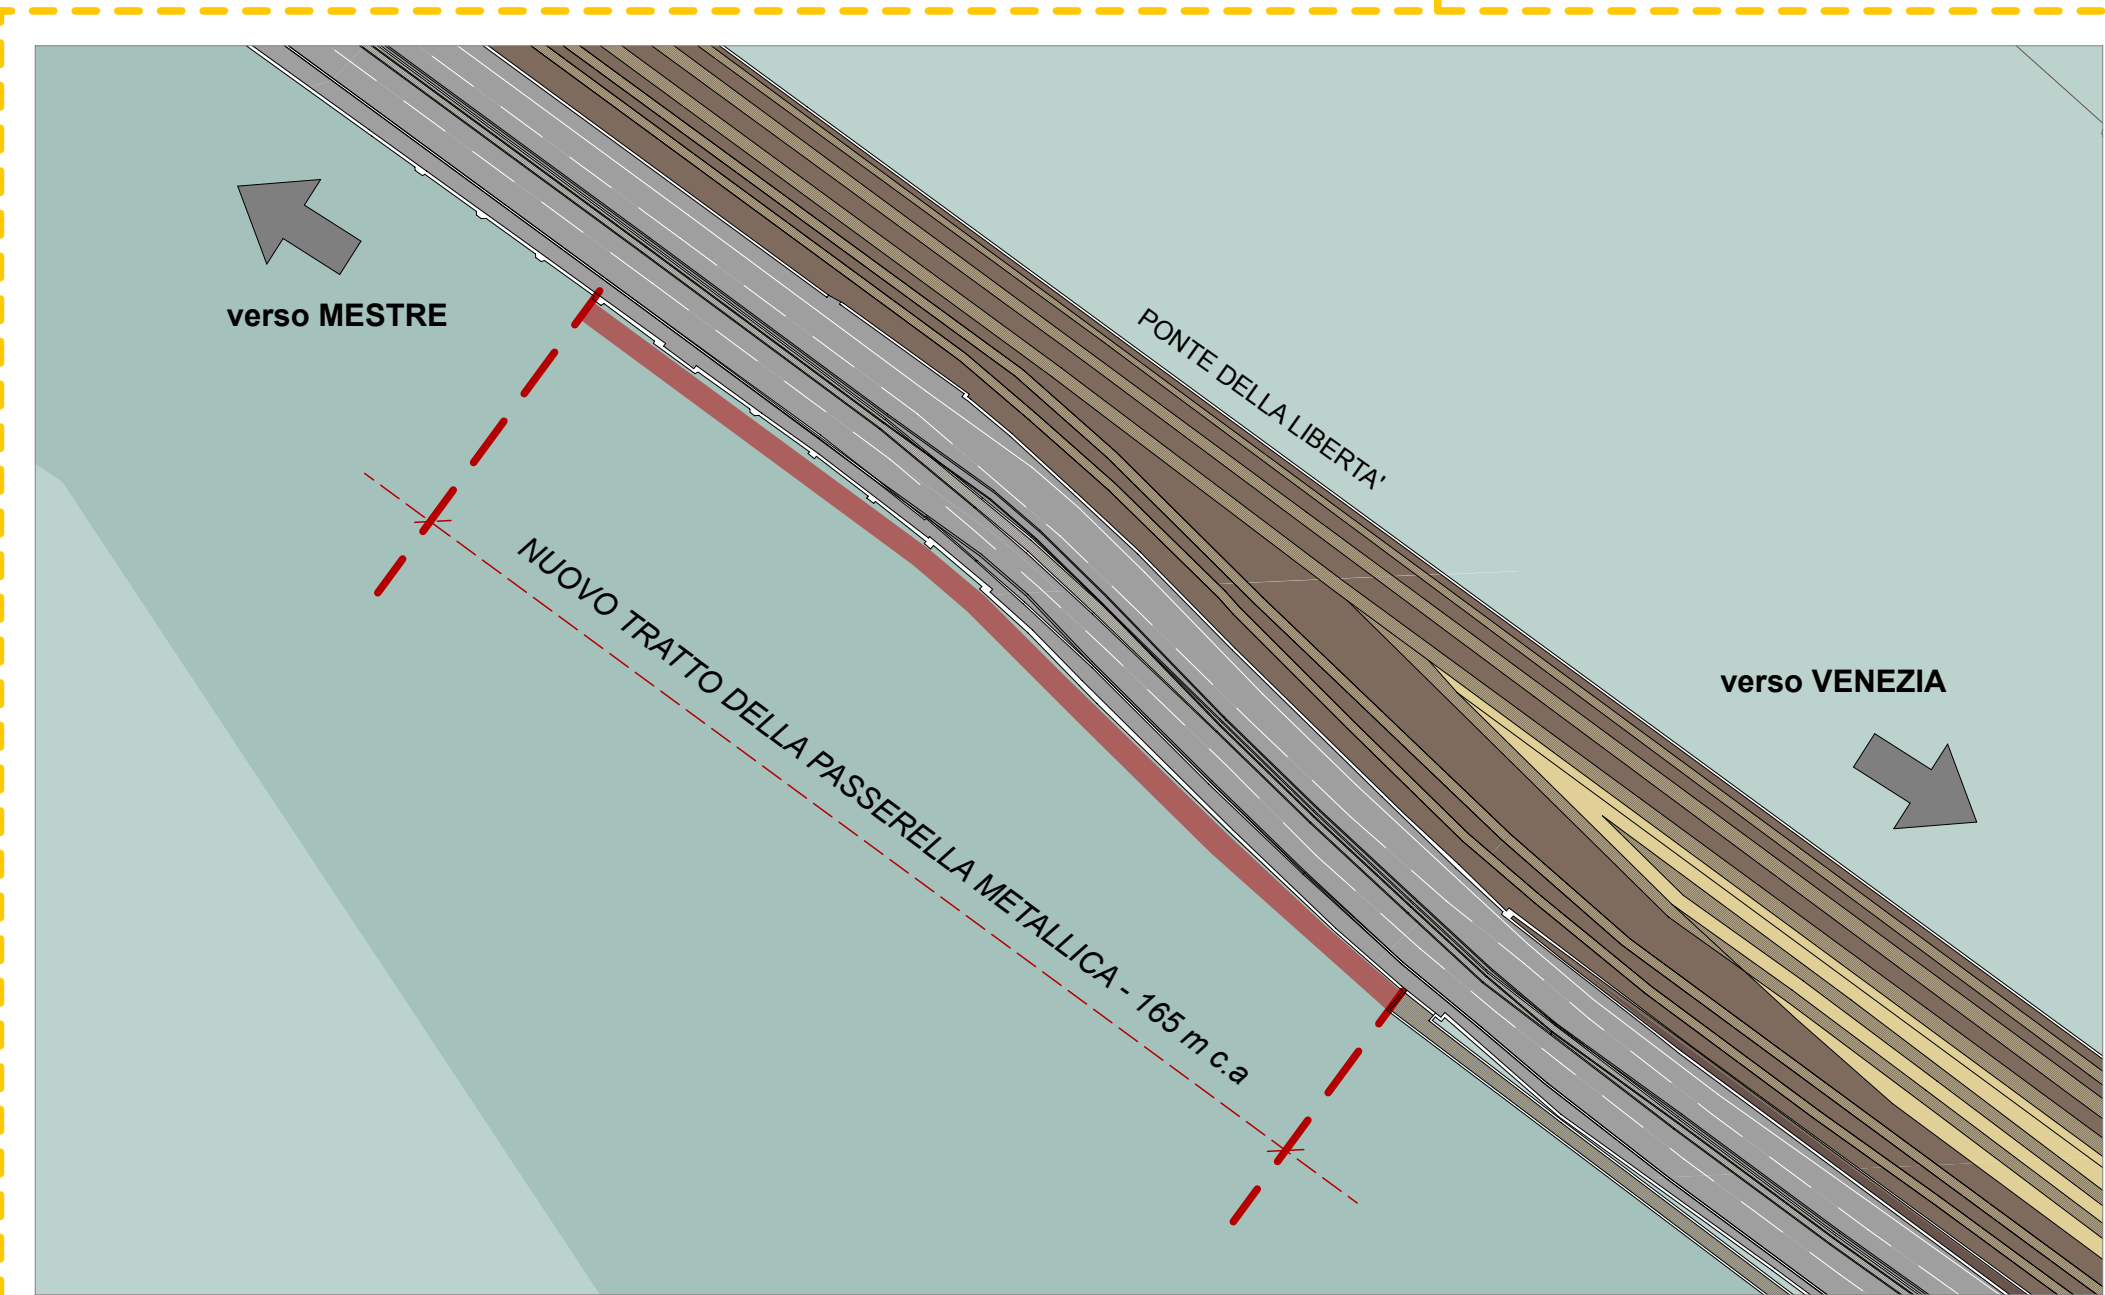 verso MESTRE
PONTE DELLA LIBERTA'
NUOVO TRATTO DELLA PASSERELLA METALLICA - 165 m c.a
verso VENEZIA